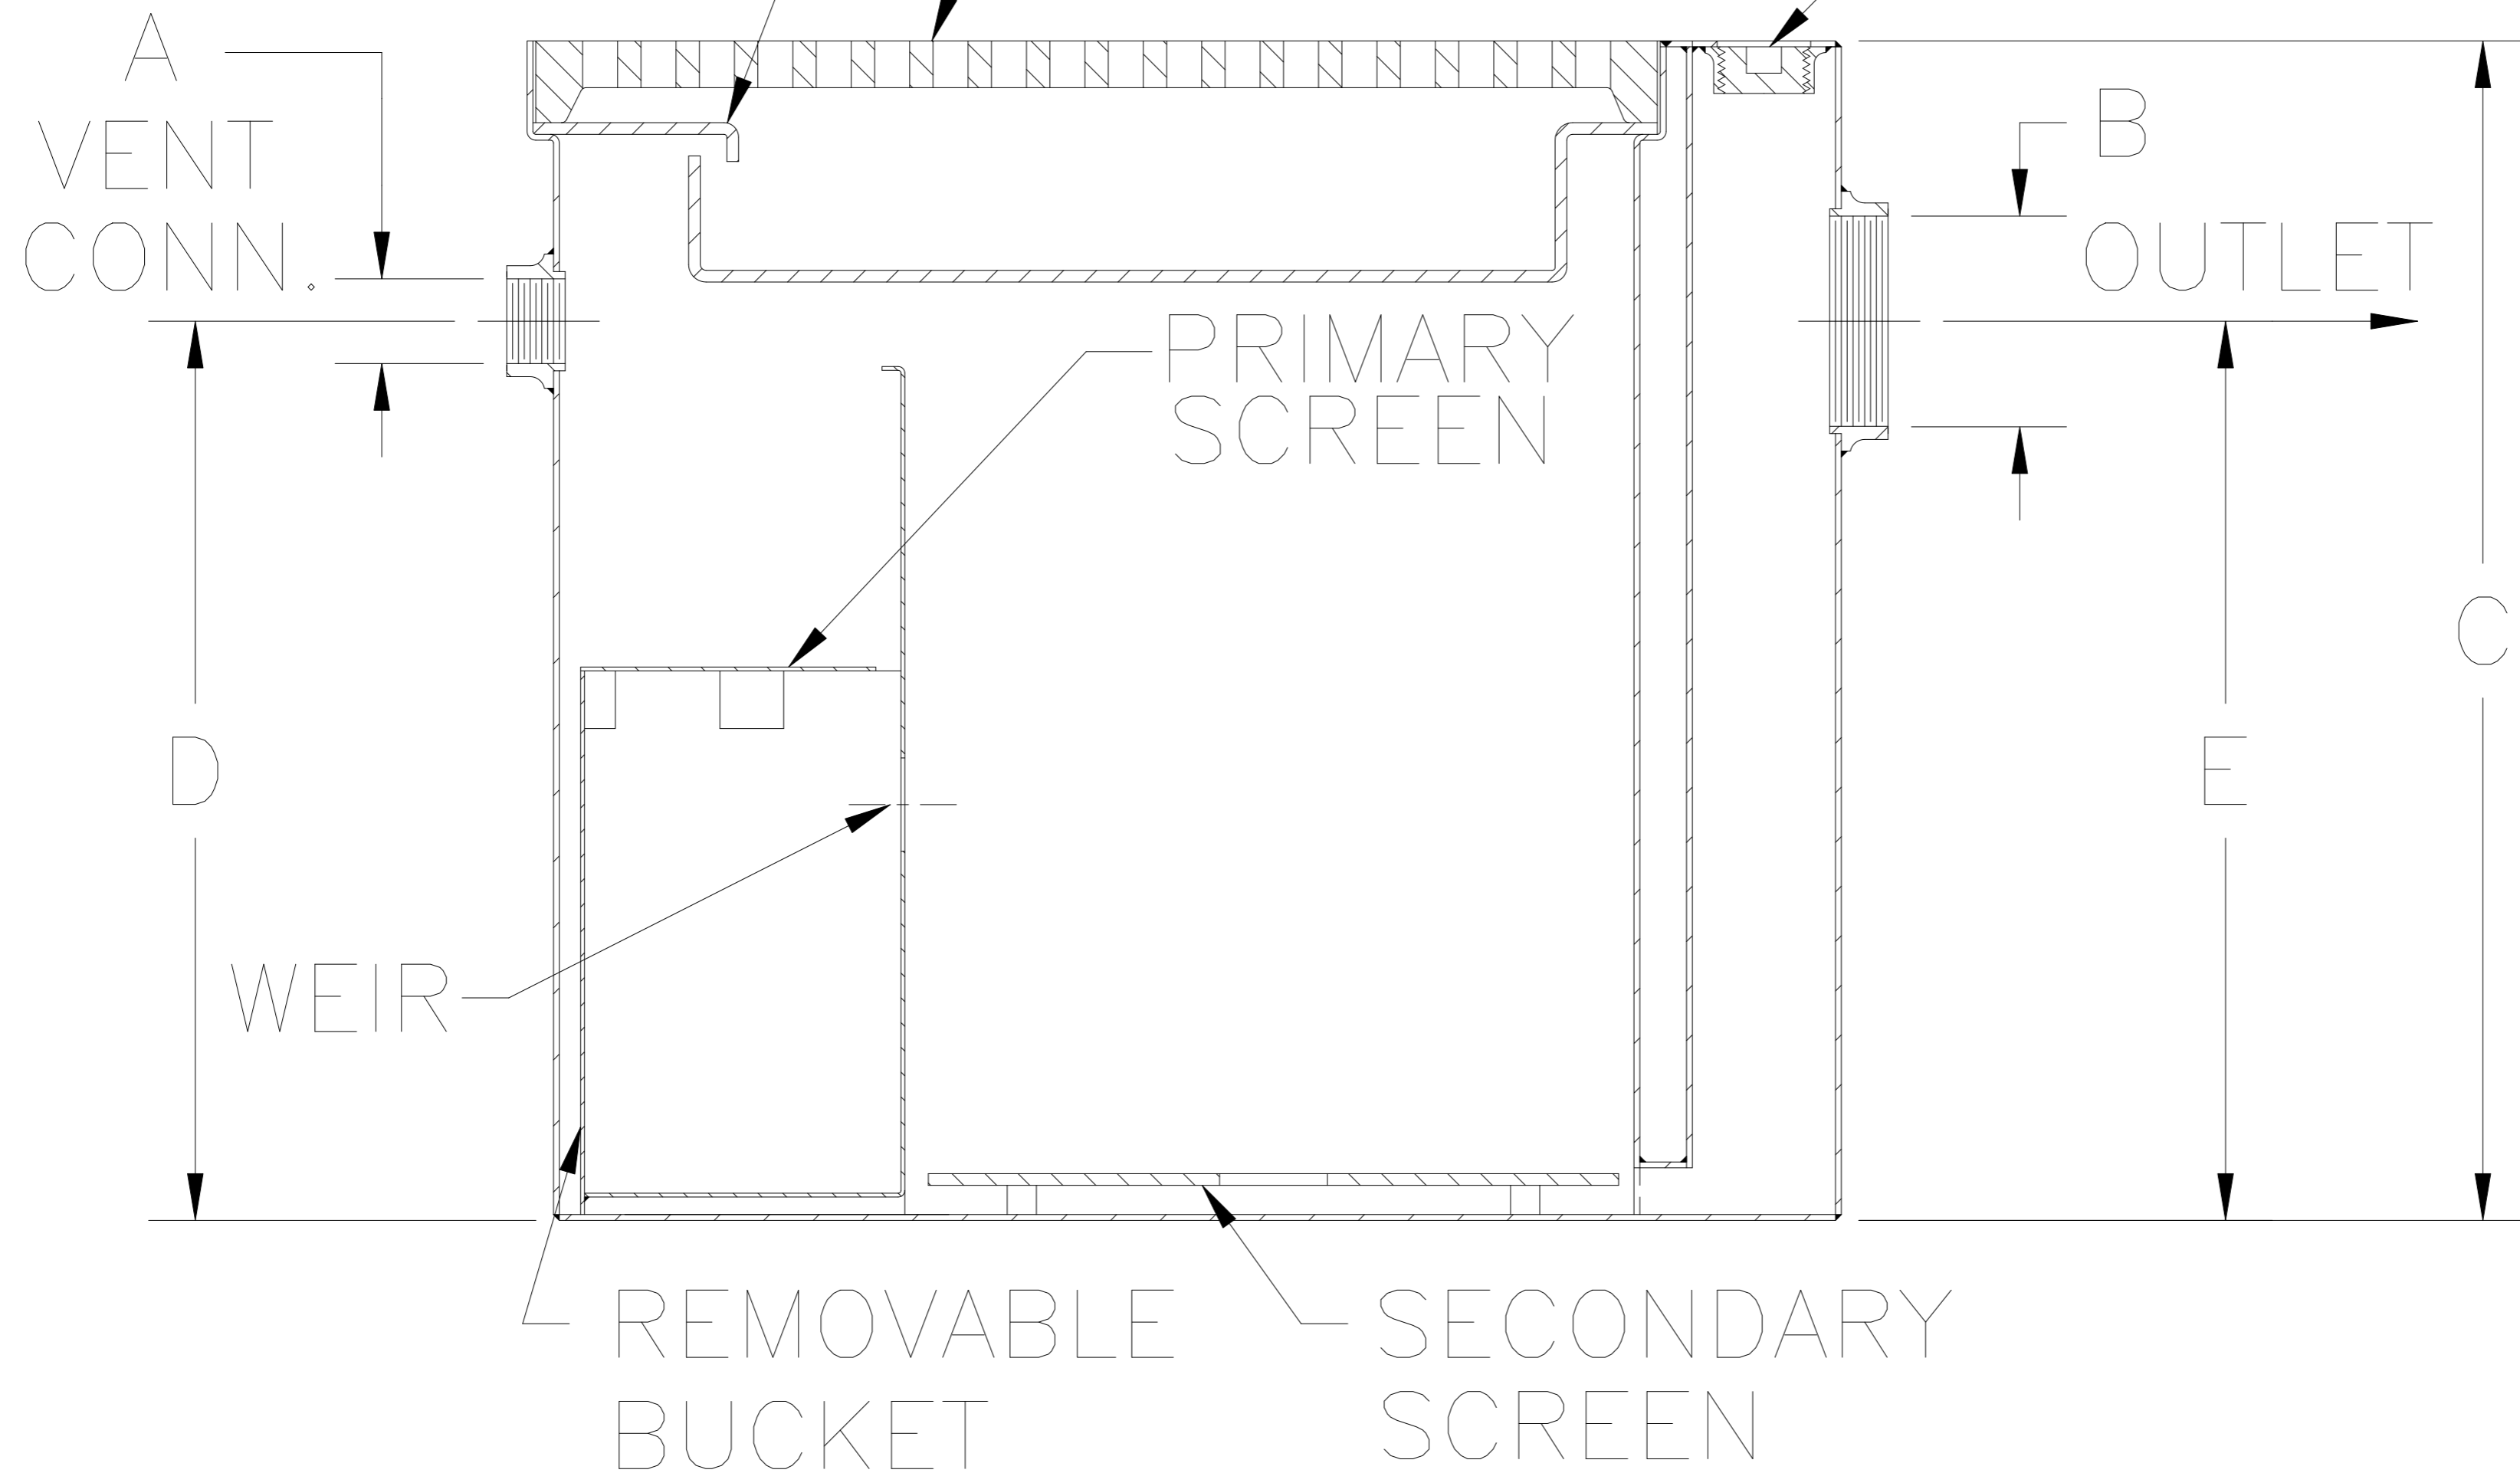 A
VENT
CONN.
B
OUTLET
PRIMARY
SCREEN
C
D
E
WEIR
REMOVABLE
BUCKET
SECONDARY
SCREEN